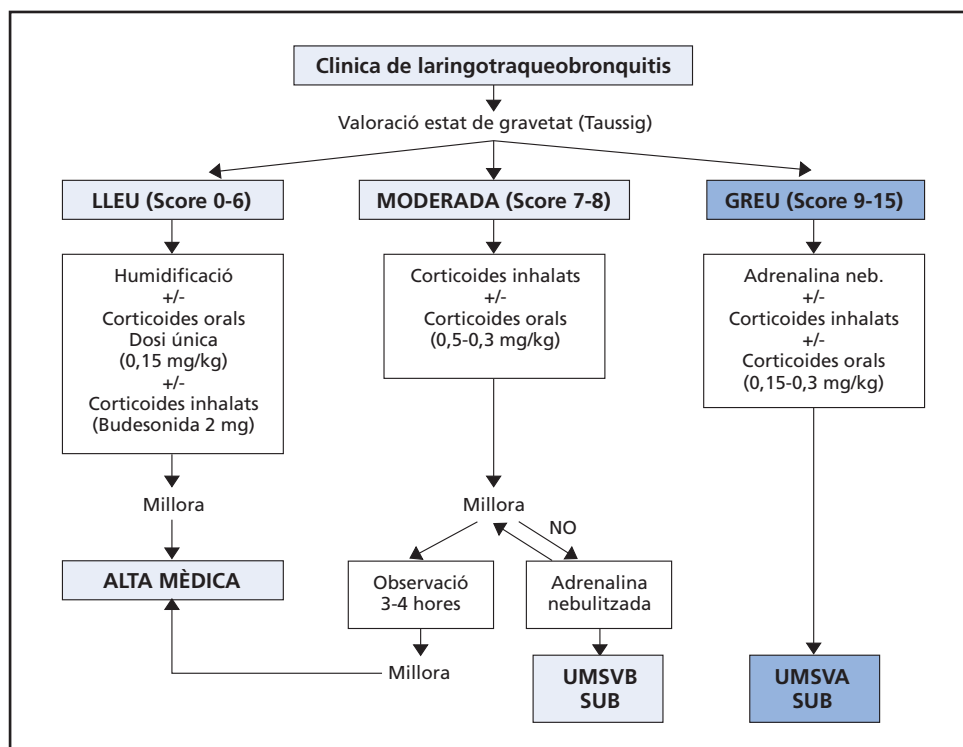 Clinica de laringotraqueobronquitis
Valoració estat de gravetat (Taussig)
LLEU (Score 0-6)
MODERADA (Score 7-8)
GREU (Score 9-15)
Humidificació
+/-
Corticoides orals
Dosi única
(0,15 mg/kg)
+/-
Corticoides inhalats
(Budesonida 2 mg)
Corticoides inhalats
+/-
Corticoides orals
(0,5-0,3 mg/kg)
Adrenalina neb.
+/-
Corticoides inhalats
+/-
Corticoides orals
(0,15-0,3 mg/kg)
Millora
Millora
NO
ALTA MÈDICA
Observació
3-4 hores
Adrenalina
nebulitzada
Millora
UMSVB
SUB
UMSVA
SUB